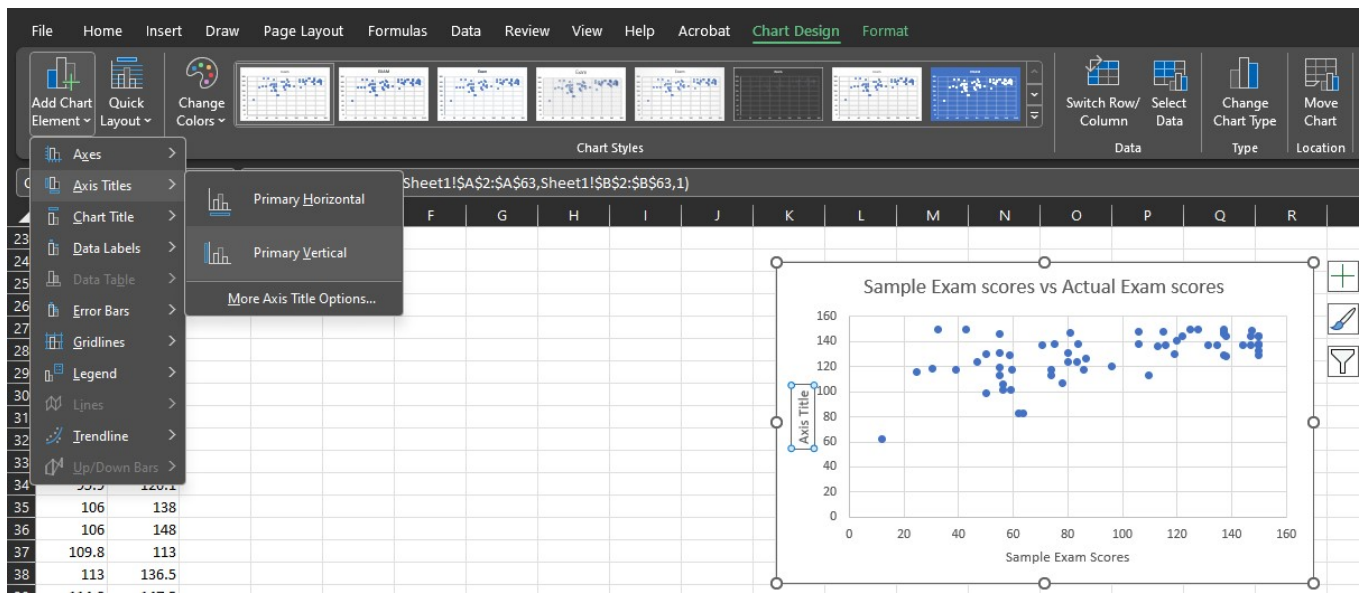 File Home Insert Draw Page Layout Formulas Data Review View Help Acrobat Chart Design Format
Add Chart Element
Quick Layout
Change Colors
Switch Row/ Column
Select Data
Change Chart Type
Move Chart
Chart Styles
Data
Type
Location
Axes
Axis Titles
Chart Title
Data Labels
Data Table
Error Bars
Gridlines
Legend
Lines
Trendline
Up/Down Bars
Primary Horizontal
Primary Vertical
More Axis Title Options...
Sheet1!$A$2:$A$63,Sheet1!$B$2:$B$63,1)
F G H I J K L M N O P Q R
23
24
25
26
27
28
29
30
31
32
33
34
35 106 138
36 106 148
37 109.8 113
38 113 136.5
Sample Exam scores vs Actual Exam scores
160
140
120
100
80
60
40
20
0
Axis Title
0 20 40 60 80 100 120 140 160
Sample Exam Scores